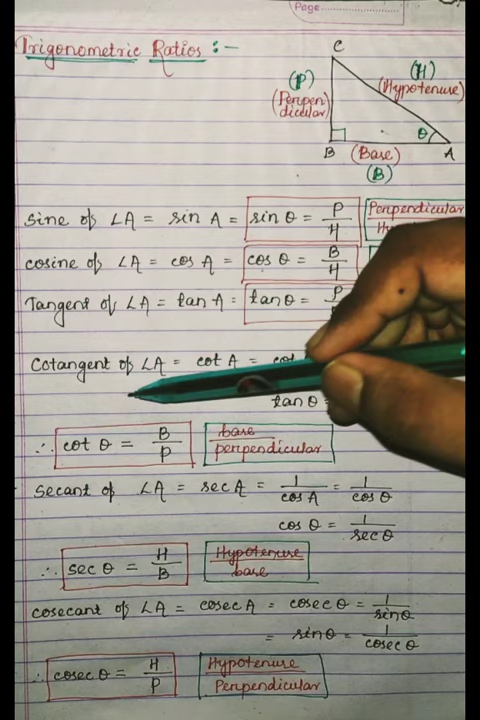 Page
Trigonometric Ratios :-
C
(P)
(Perpendicular)
(H)
(Hypotenuse)
θ
B
(Base)
A
(B)
Sine of ∠A = sin A = sin θ = P/H Perpendicular/
cosine of ∠A = cos A = cos θ = B/H
Tangent of ∠A = tan A = tan θ = P
Cotangent of ∠A = cot A = cot
tan θ =
∴ cot θ = B/P base/perpendicular
Secant of ∠A = sec A = 1/cos A = 1/cos θ
cos θ = 1/sec θ
∴ sec θ = H/B Hypotenuse/base
cosecant of ∠A = cosec A = cosec θ = 1/sin θ
= sin θ = 1/cosec θ
∴ cosec θ = H/P Hypotenuse/Perpendicular